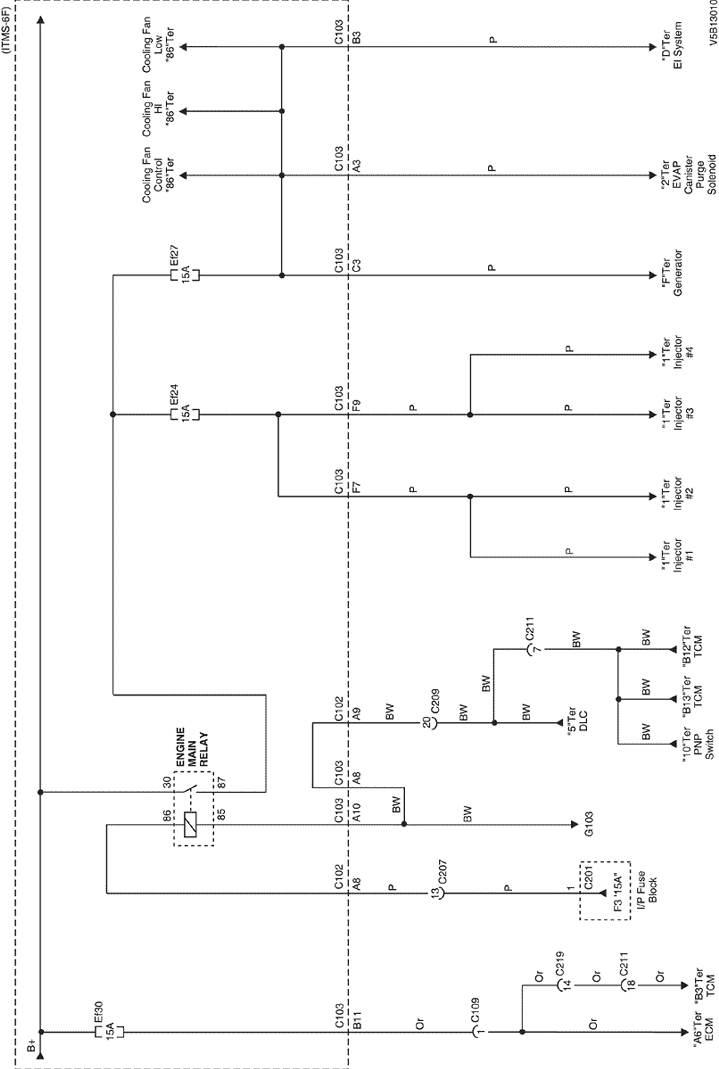 (ITMS-6F)
V5B13010
B+
Cooling Fan
Low
"86"Ter
Cooling Fan
HI
"86"Ter
Cooling Fan
Control
"86"Ter
C103
B3
P
"D"Ter
EI System
C103
A3
P
"2"Ter
EVAP
Canister
Purge
Solenoid
Ef27
15A
C103
C3
P
"F"Ter
Generator
P
"1"Ter
Injector
#4
Ef24
15A
C103
F9
P
P
"1"Ter
Injector
#3
C103
F7
P
P
"1"Ter
Injector
#2
P
"1"Ter
Injector
#1
ENGINE
MAIN
RELAY
30
87
86
85
C102
A9
BW
20
C209
BW
BW
"5"Ter
DLC
7
C211
BW
BW
"B12"Ter
TCM
BW
"B13"Ter
TCM
BW
"10"Ter
PNP
Switch
C103
A8
BW
C103
A10
BW
G103
C102
A8
P
13
C207
P
1
C201
F3 '15A"
I/P Fuse
Block
Ef30
15A
C103
B11
Or
1
C109
Or
"A6"Ter
ECM
Or
14
C219
Or
18
C211
Or
"B3"Ter
TCM